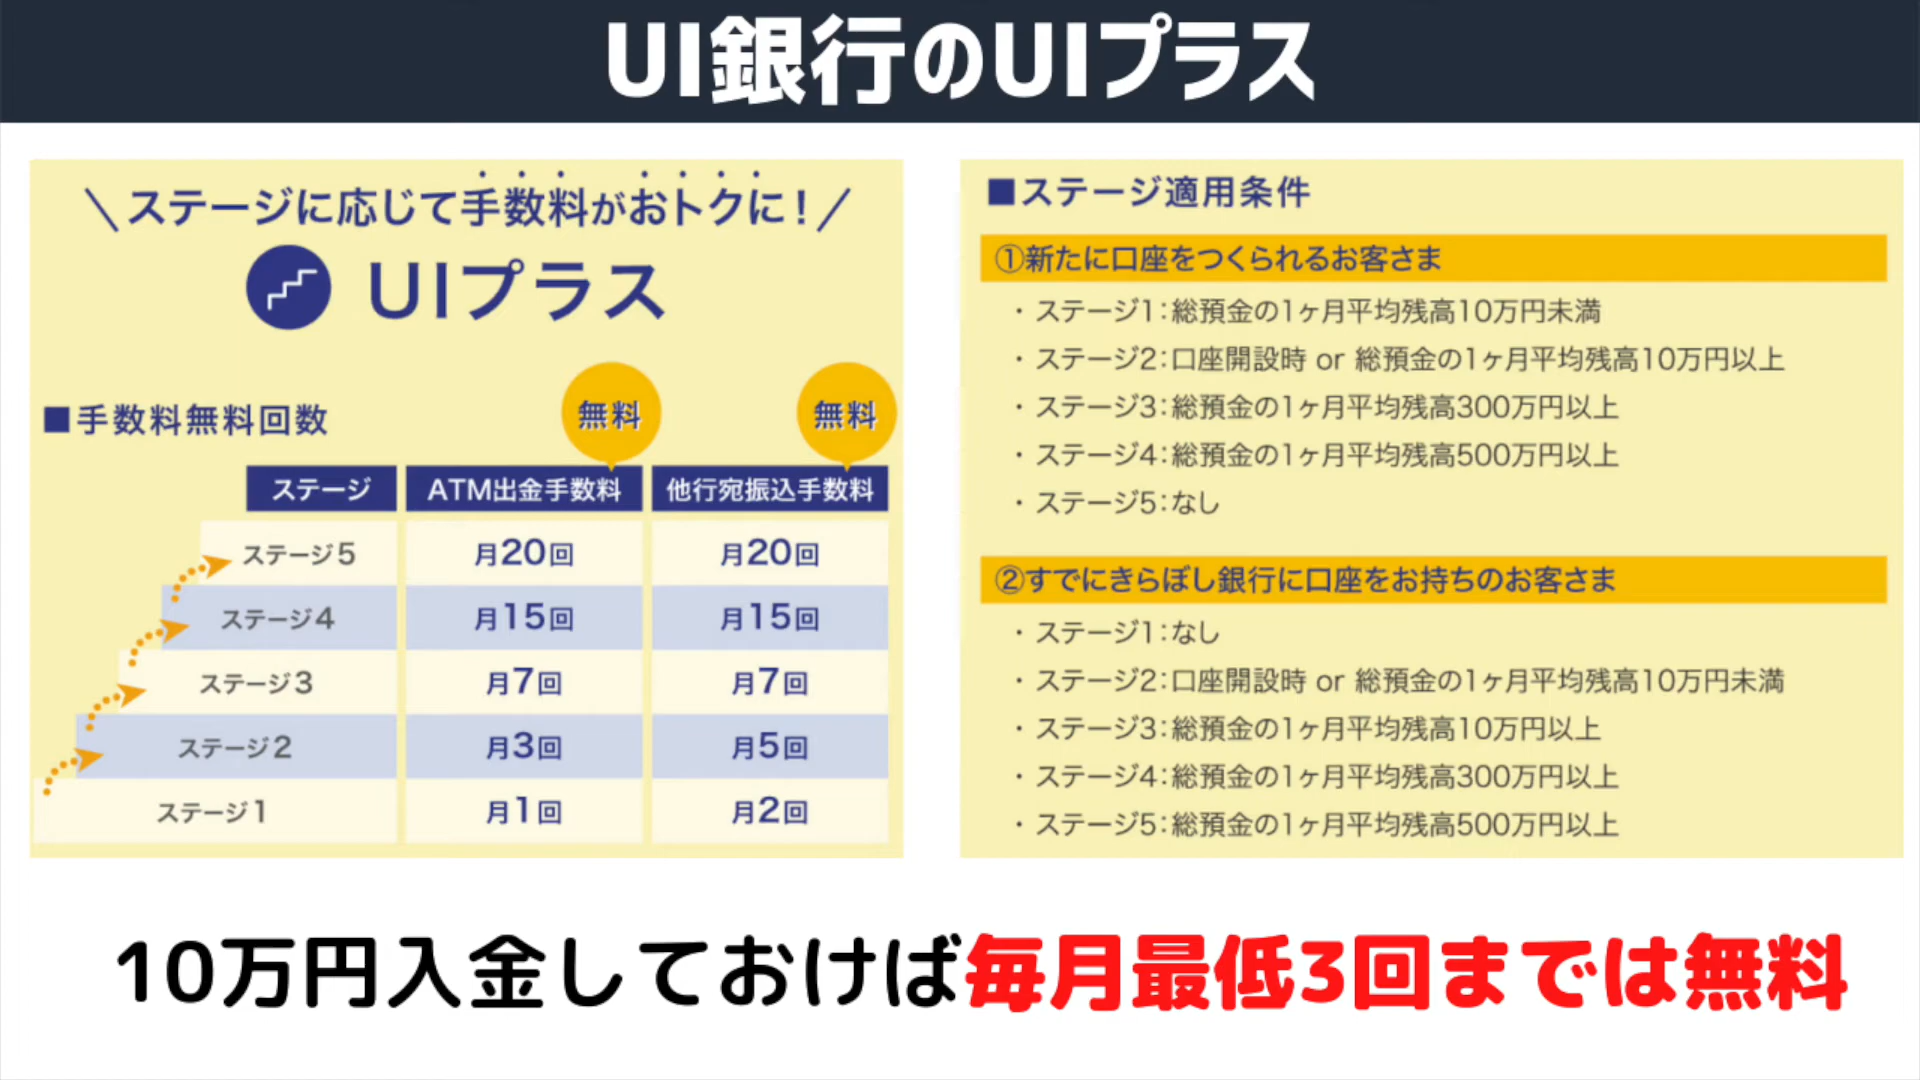 UI銀行のUIプラス
\ステージに応じて手数料がおトクに!/
UIプラス
■手数料無料回数
無料
無料
ステージ ATM出金手数料 他行宛振込手数料
ステージ5 月20回 月20回
ステージ4 月15回 月15回
ステージ3 月7回 月7回
ステージ2 月3回 月5回
ステージ1 月1回 月2回
■ステージ適用条件
①新たに口座をつくられるお客さま
・ステージ1:総預金の1ヶ月平均残高10万円未満
・ステージ2:口座開設時 or 総預金の1ヶ月平均残高10万円以上
・ステージ3:総預金の1ヶ月平均残高300万円以上
・ステージ4:総預金の1ヶ月平均残高500万円以上
・ステージ5:なし
②すでにきらぼし銀行に口座をお持ちのお客さま
・ステージ1:なし
・ステージ2:口座開設時 or 総預金の1ヶ月平均残高10万円未満
・ステージ3:総預金の1ヶ月平均残高10万円以上
・ステージ4:総預金の1ヶ月平均残高300万円以上
・ステージ5:総預金の1ヶ月平均残高500万円以上
10万円入金しておけば毎月最低3回までは無料